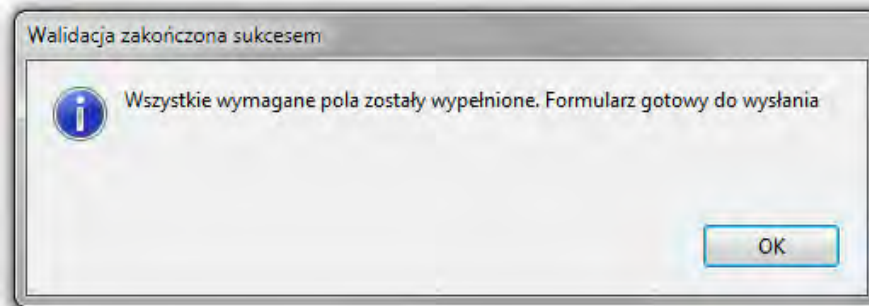 Walidacja zakończona sukcesem
Wszystkie wymagane pola zostały wypełnione. Formularz gotowy do wysłania
OK